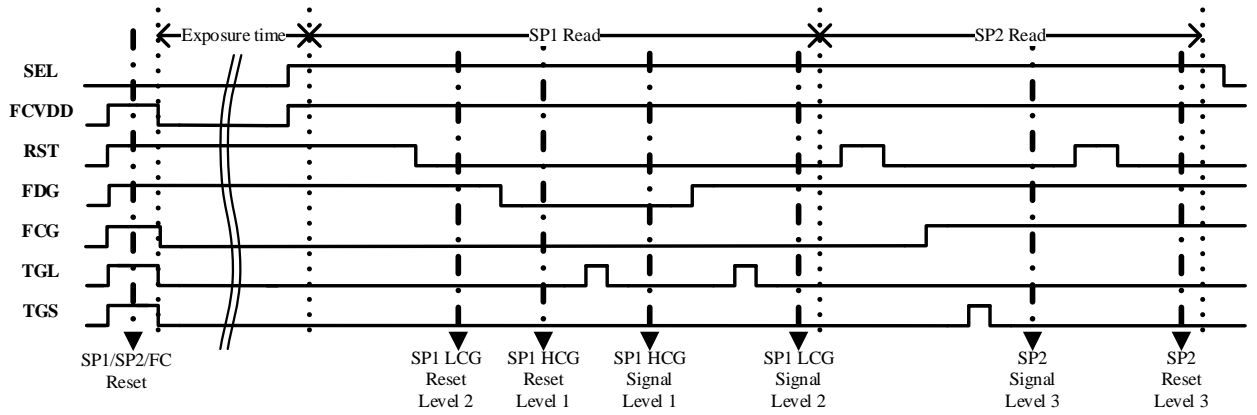 Exposure time SP1 Read SP2 Read
SEL
FCVDD
RST
FDG
FCG
TGL
TGS
SP1/SP2/FC
Reset
SP1 LCG
Reset
Level 2
SP1 HCG
Reset
Level 1
SP1 HCG
Signal
Level 1
SP1 LCG
Signal
Level 2
SP2
Signal
Level 3
SP2
Reset
Level 3